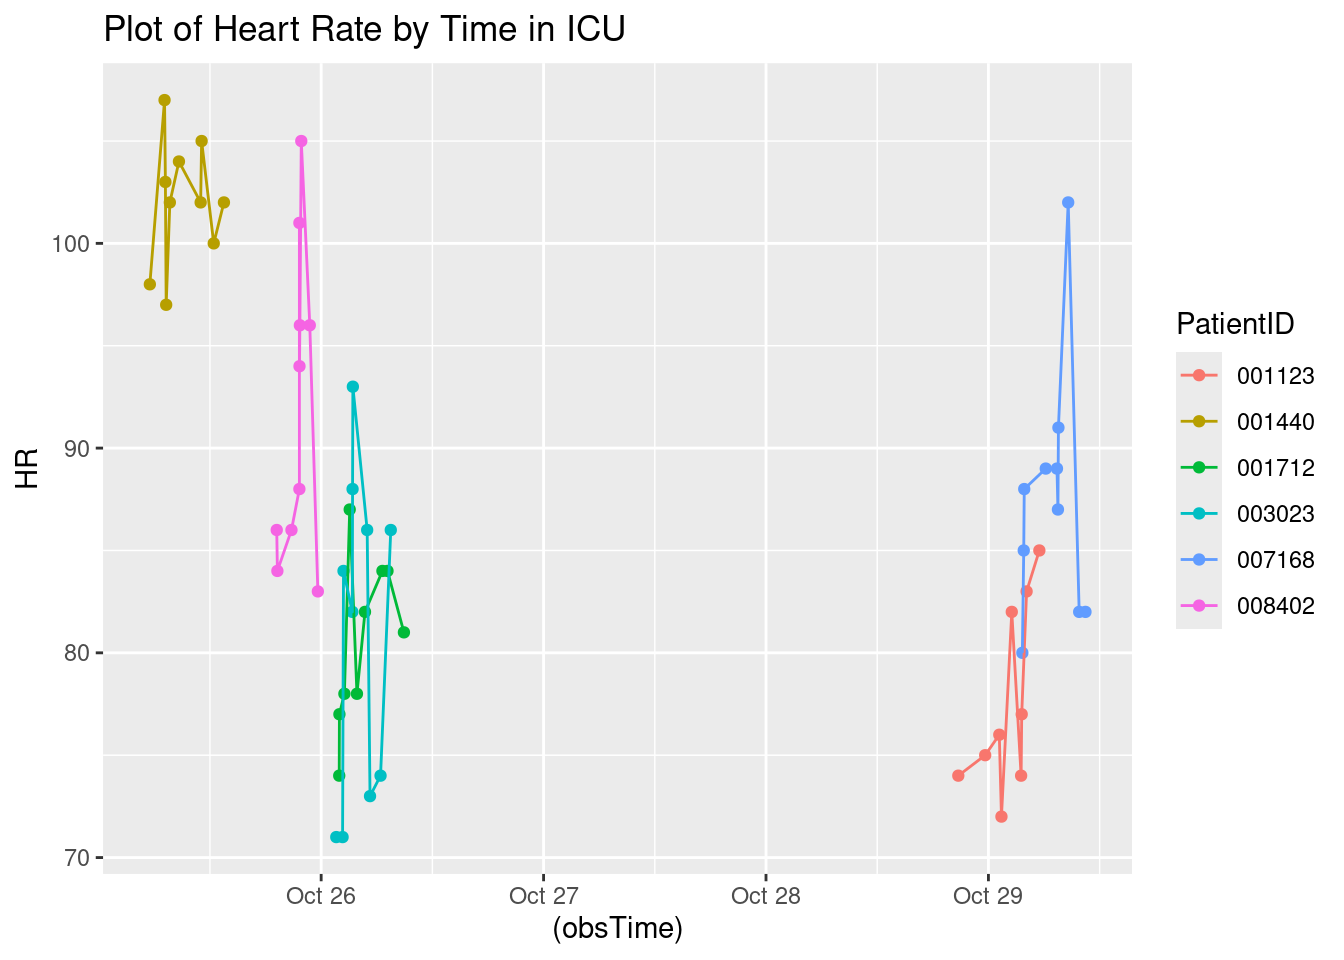 Plot of Heart Rate by Time in ICU
HR
100
90
80
70
Oct 26
Oct 27
Oct 28
Oct 29
(obsTime)
PatientID
001123
001440
001712
003023
007168
008402